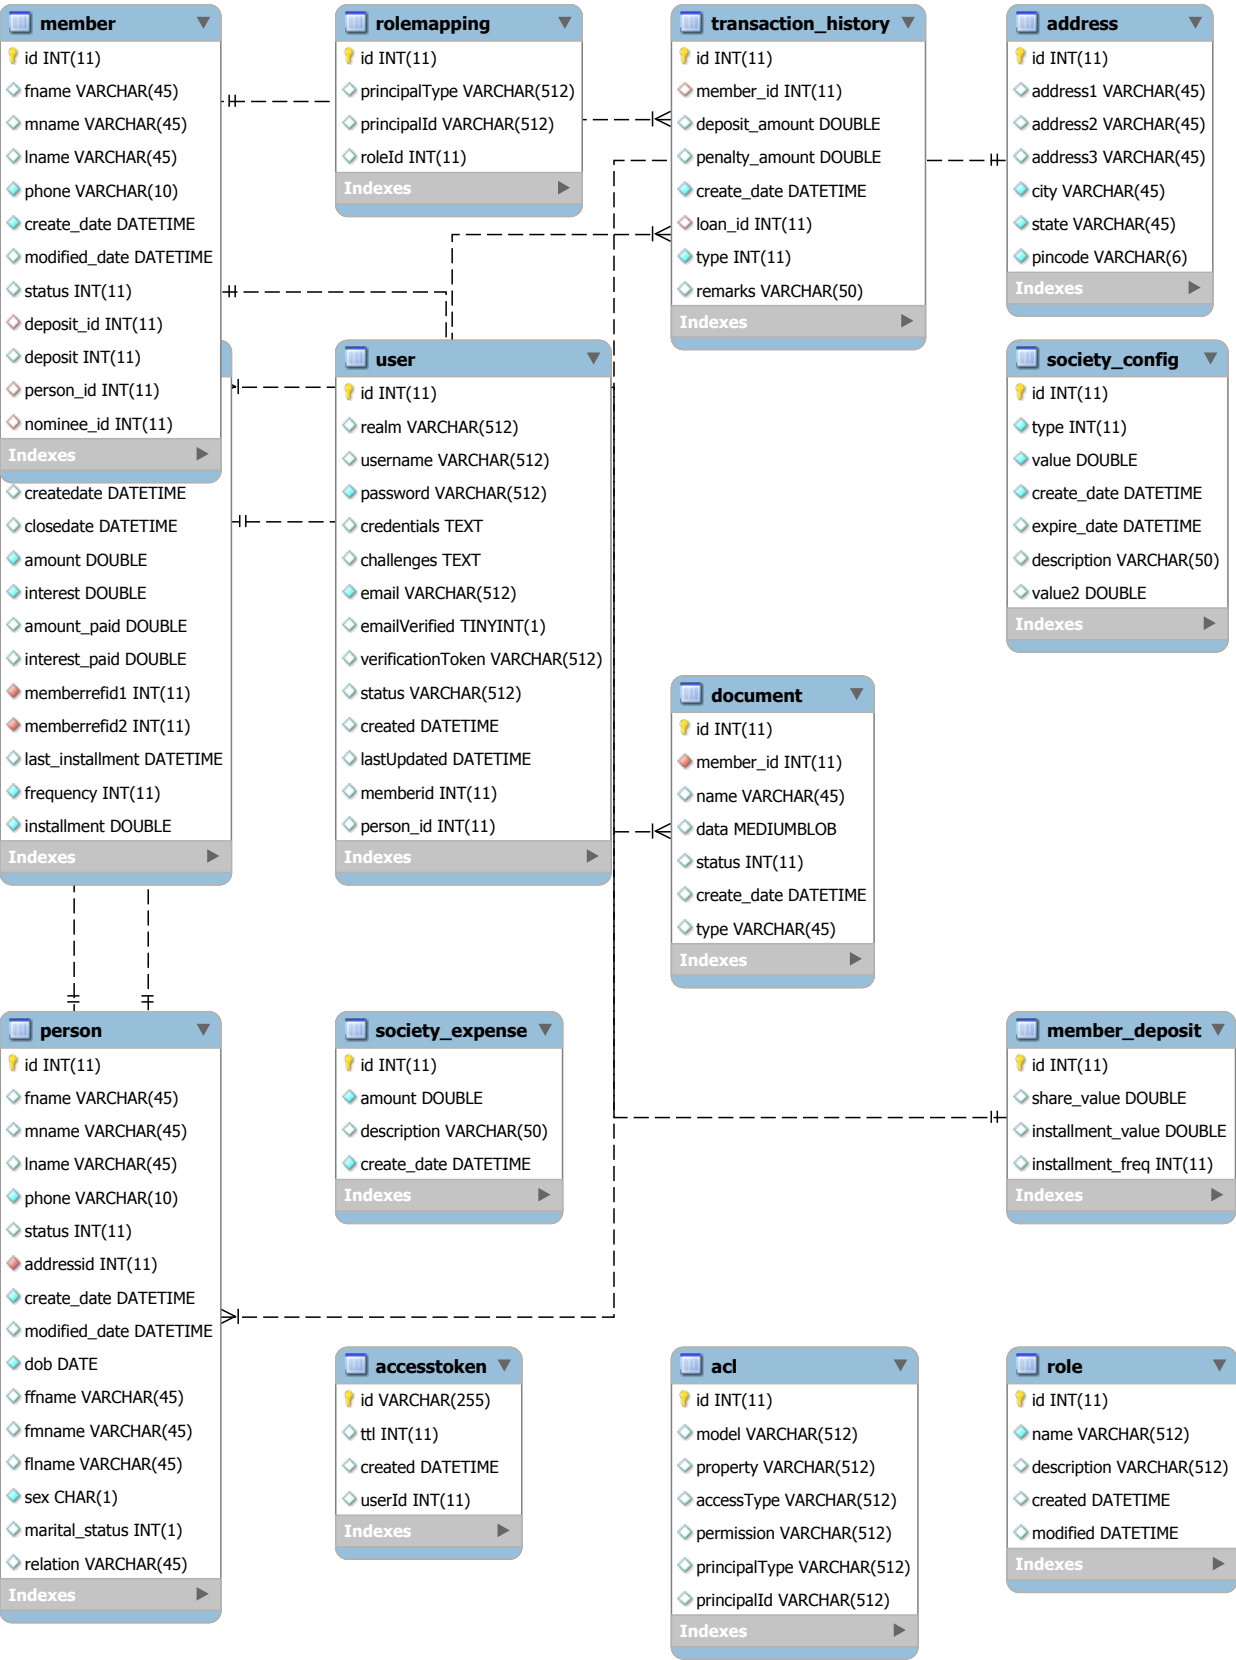 member
id INT(11)
fname VARCHAR(45)
mname VARCHAR(45)
lname VARCHAR(45)
phone VARCHAR(10)
create_date DATETIME
modified_date DATETIME
status INT(11)
deposit_id INT(11)
deposit INT(11)
person_id INT(11)
nominee_id INT(11)
Indexes
createdate DATETIME
closedate DATETIME
amount DOUBLE
interest DOUBLE
amount_paid DOUBLE
interest_paid DOUBLE
memberrefid1 INT(11)
memberrefid2 INT(11)
last_installment DATETIME
frequency INT(11)
installment DOUBLE
Indexes
person
id INT(11)
fname VARCHAR(45)
mname VARCHAR(45)
lname VARCHAR(45)
phone VARCHAR(10)
status INT(11)
addressid INT(11)
create_date DATETIME
modified_date DATETIME
dob DATE
ffname VARCHAR(45)
fmname VARCHAR(45)
flname VARCHAR(45)
sex CHAR(1)
marital_status INT(1)
relation VARCHAR(45)
Indexes
rolemapping
id INT(11)
principalType VARCHAR(512)
principalId VARCHAR(512)
roleId INT(11)
Indexes
user
id INT(11)
realm VARCHAR(512)
username VARCHAR(512)
password VARCHAR(512)
credentials TEXT
challenges TEXT
email VARCHAR(512)
emailVerified TINYINT(1)
verificationToken VARCHAR(512)
status VARCHAR(512)
created DATETIME
lastUpdated DATETIME
memberid INT(11)
person_id INT(11)
Indexes
society_expense
id INT(11)
amount DOUBLE
description VARCHAR(50)
create_date DATETIME
Indexes
accesstoken
id VARCHAR(255)
ttl INT(11)
created DATETIME
userId INT(11)
Indexes
transaction_history
id INT(11)
member_id INT(11)
deposit_amount DOUBLE
penalty_amount DOUBLE
create_date DATETIME
loan_id INT(11)
type INT(11)
remarks VARCHAR(50)
Indexes
document
id INT(11)
member_id INT(11)
name VARCHAR(45)
data MEDIUMBLOB
status INT(11)
create_date DATETIME
type VARCHAR(45)
Indexes
acl
id INT(11)
model VARCHAR(512)
property VARCHAR(512)
accessType VARCHAR(512)
permission VARCHAR(512)
principalType VARCHAR(512)
principalId VARCHAR(512)
Indexes
address
id INT(11)
address1 VARCHAR(45)
address2 VARCHAR(45)
address3 VARCHAR(45)
city VARCHAR(45)
state VARCHAR(45)
pincode VARCHAR(6)
Indexes
society_config
id INT(11)
type INT(11)
value DOUBLE
create_date DATETIME
expire_date DATETIME
description VARCHAR(50)
value2 DOUBLE
Indexes
member_deposit
id INT(11)
share_value DOUBLE
installment_value DOUBLE
installment_freq INT(11)
Indexes
role
id INT(11)
name VARCHAR(512)
description VARCHAR(512)
created DATETIME
modified DATETIME
Indexes